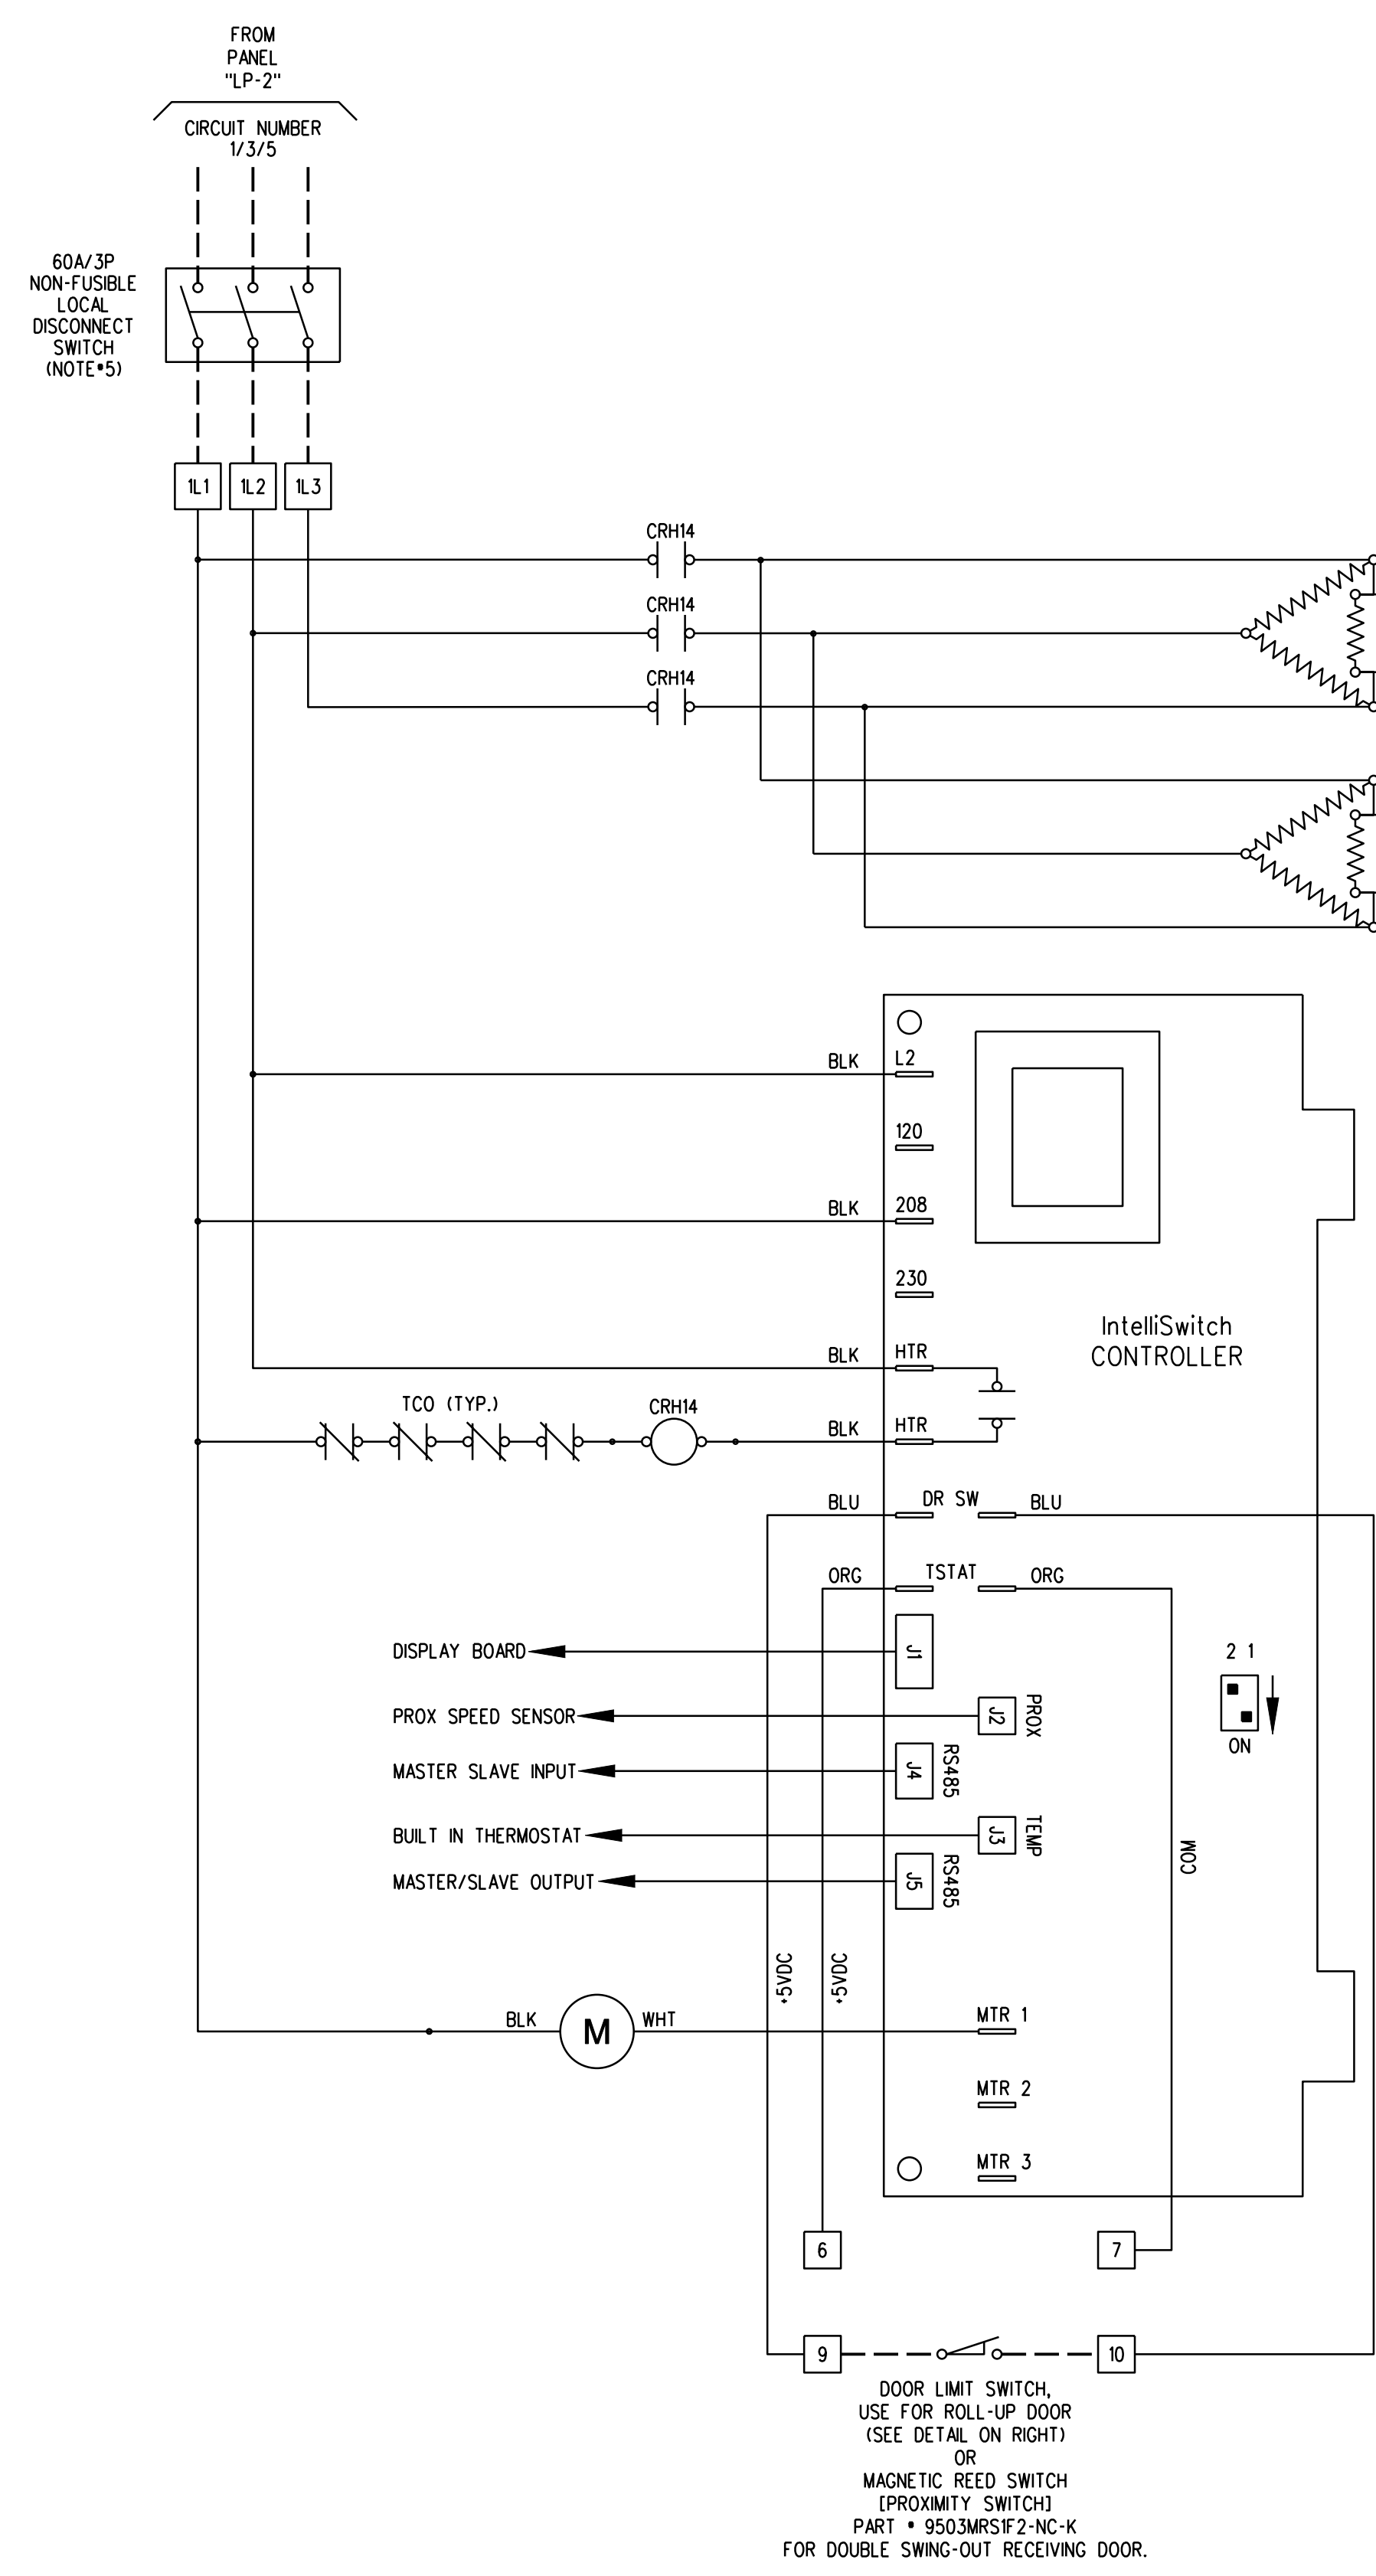 FROM
PANEL
"LP-2"
CIRCUIT NUMBER
1/3/5
60A/3P
NON-FUSIBLE
LOCAL
DISCONNECT
SWITCH
(NOTE•5)
1L1 1L2 1L3
CRH14
CRH14
CRH14
BLK L2
120
BLK 208
230
IntelliSwitch
CONTROLLER
BLK HTR
TCO (TYP.) CRH14 BLK HTR
BLU DR SW BLU
ORG TSTAT ORG
DISPLAY BOARD J1
2 1
PROX SPEED SENSOR J2 PROX
ON
MASTER SLAVE INPUT J4 RS485
BUILT IN THERMOSTAT J3 TEMP
COM
MASTER/SLAVE OUTPUT J5 RS485
+5VDC +5VDC
BLK M WHT MTR 1
MTR 2
MTR 3
6 7
9 10
DOOR LIMIT SWITCH,
USE FOR ROLL-UP DOOR
(SEE DETAIL ON RIGHT)
OR
MAGNETIC REED SWITCH
[PROXIMITY SWITCH]
PART • 9503MRS1F2-NC-K
FOR DOUBLE SWING-OUT RECEIVING DOOR.